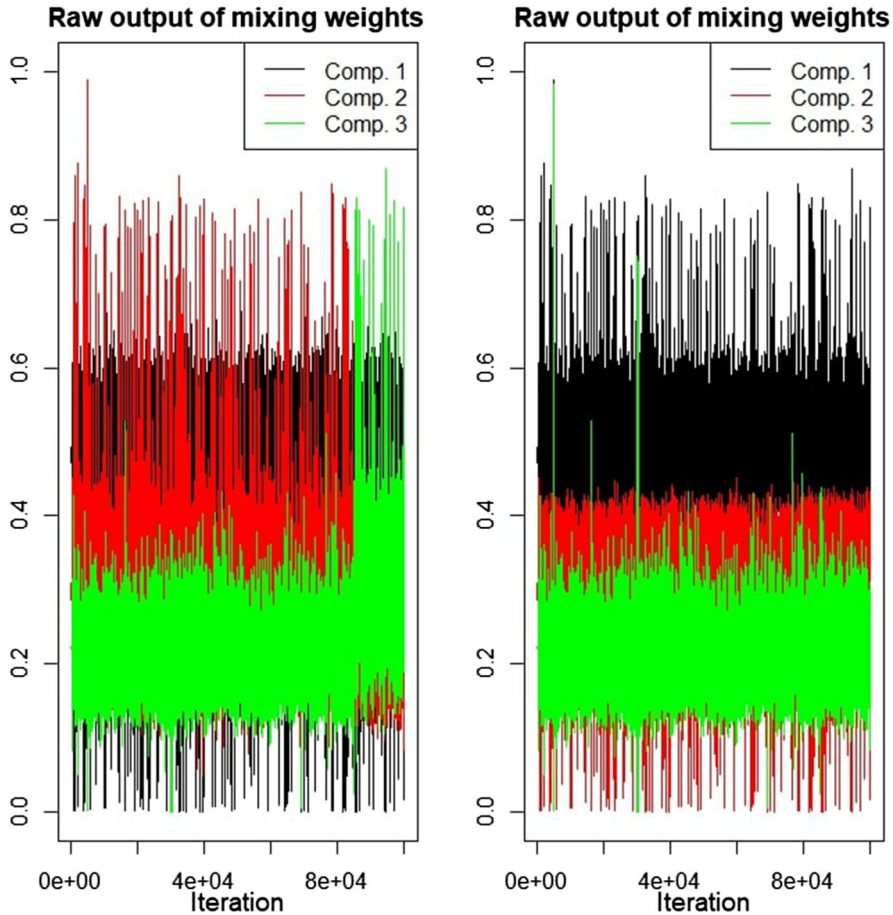 Raw output of mixing weights
Comp. 1
Comp. 2
Comp. 3
1.0
0.8
0.6
0.4
0.2
0.0
0e+00 4e+04 8e+04
Iteration
Raw output of mixing weights
Comp. 1
Comp. 2
Comp. 3
1.0
0.8
0.6
0.4
0.2
0.0
0e+00 4e+04 8e+04
Iteration